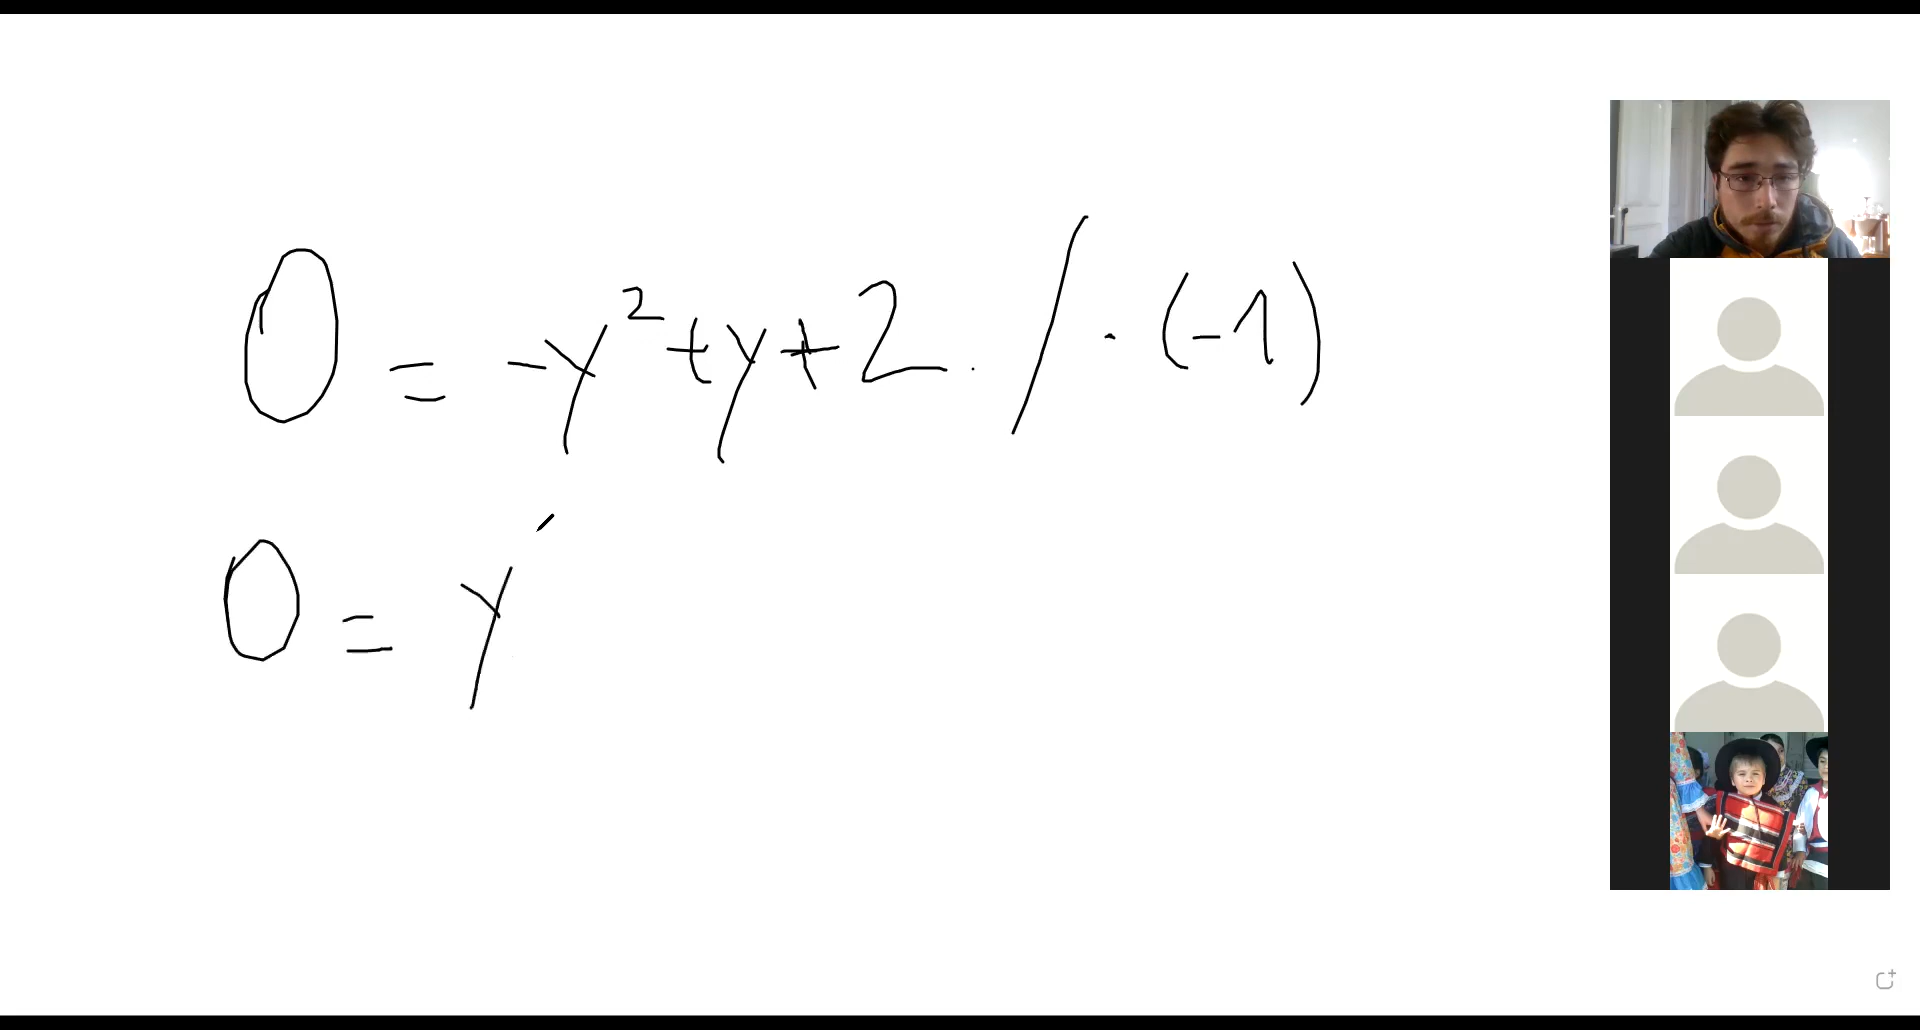 0 = -y² + y + 2 . / · (-1)
0 = y